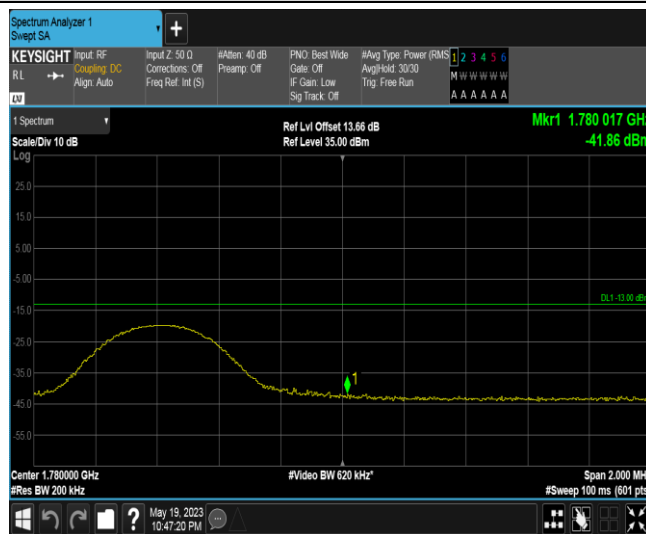 Spectrum Analyzer 1
Swept SA
KEYSIGHT
RL
Input: RF
Coupling: DC
Align: Auto
Input Z: 50 Ω
Corrections: Off
Freq Ref: Int (S)
#Atten: 40 dB
Preamp: Off
PNO: Best Wide
Gate: Off
IF Gain: Low
Sig Track: Off
#Avg Type: Power (RMS
Avg|Hold: 30/30
Trig: Free Run
1 2 3 4 5 6
M W W W W W
A A A A A A
LXI
1 Spectrum
Scale/Div 10 dB
Log
Ref Lvl Offset 13.66 dB
Ref Level 35.00 dBm
Mkr1 1.780 017 GHz
-41.86 dBm
25.0
15.0
5.00
-5.00
-15.0
-25.0
-35.0
-45.0
-55.0
DL1 -13.00 dBm
1
Center 1.780000 GHz
#Res BW 200 kHz
#Video BW 620 kHz*
Span 2.000 MH
#Sweep 100 ms (601 pts
?
May 19, 2023
10:47:20 PM